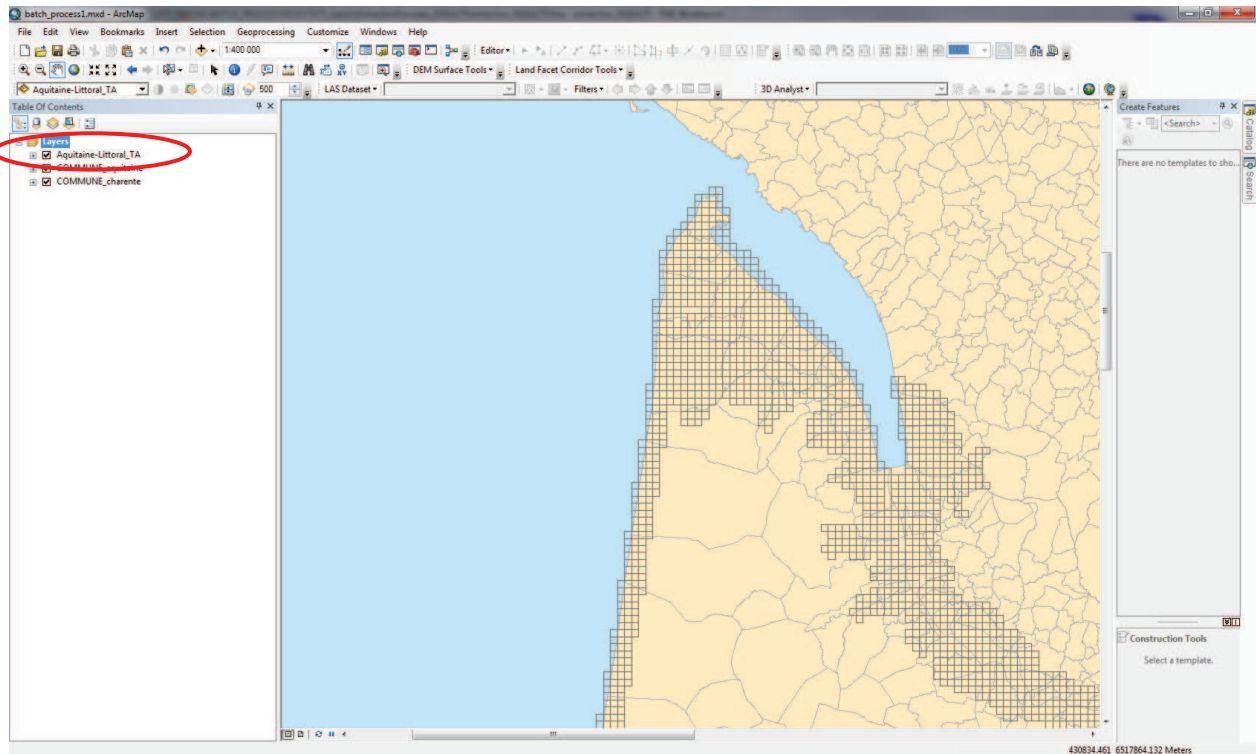 batch_process1.mxd - ArcMap
File Edit View Bookmarks Insert Selection Geoprocessing Customize Windows Help
1:400 000
Editor
DEM Surface Tools
Land Facet Corridor Tools
Aquitaine-Littoral_TA
500
LAS Dataset
Filters
3D Analyst
Table Of Contents
Layers
Aquitaine-Littoral_TA
COMMUNE_aquitaine
COMMUNE_charente
Create Features
<Search>
There are no templates to sho...
Catalog
Search
Construction Tools
Select a template.
430834.461 6517864.132 Meters